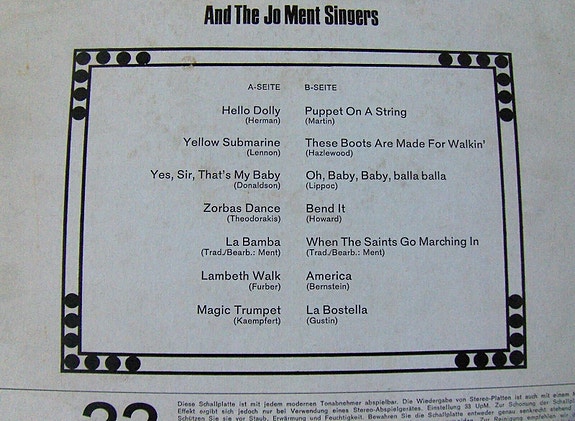 And The Jo Ment Singers
A-SEITE B-SEITE
Hello Dolly
(Herman)
Puppet On A String
(Martin)
Yellow Submarine
(Lennon)
These Boots Are Made For Walkin'
(Hazlewood)
Yes, Sir, That's My Baby
(Donaldson)
Oh, Baby, Baby, balla balla
(Lippoc)
Zorbas Dance
(Theodorakis)
Bend It
(Howard)
La Bamba
(Trad./Bearb.: Ment)
When The Saints Go Marching In
(Trad./Bearb.: Ment)
Lambeth Walk
(Furber)
America
(Bernstein)
Magic Trumpet
(Kaempfert)
La Bostella
(Gustin)
33
Diese Schallplatte ist mit jedem modernen Tonabnehmer abspielbar. Die Wiedergabe von Stereo-Platten ist auch mit einem
Effekt ergibt sich jedoch nur bei Verwendung eines Stereo-Abspielgerätes. Einstellung 33 UpM. Zur Schonung der
Schützen Sie sie vor Staub, Erwärmung und Feuchtigkeit. Bewahren Sie die Schallplatte entweder genau senkrecht stehend